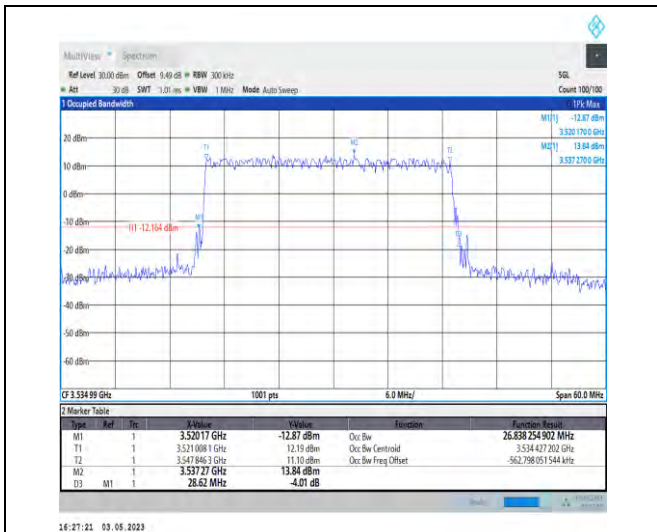 MultiView Spectrum
Ref Level 30.00 dBm Offset 9.49 dB RBW 300 kHz SGL
Att 30 dB SWT 1.01 ms VBW 1 MHz Mode Auto Sweep Count 100/100
1 Occupied Bandwidth 1Pk Max
M1[1] -12.87 dBm
3.520 170 0 GHz
M2[1] 13.84 dBm
3.537 270 0 GHz
20 dBm
T1 M2 T2
10 dBm
0 dBm
-10 dBm
M1
H1 -12.164 dBm
D3
-30 dBm
-40 dBm
-50 dBm
-60 dBm
CF 3.534 99 GHz 1001 pts 6.0 MHz/ Span 60.0 MHz
2 Marker Table
Type Ref Trc X-Value Y-Value Function Function Result
M1 1 3.52017 GHz -12.87 dBm Occ Bw 26.838 254 902 MHz
T1 1 3.521 008 1 GHz 12.19 dBm Occ Bw Centroid 3.534 427 202 GHz
T2 1 3.547 846 3 GHz 11.10 dBm Occ Bw Freq Offset -562.798 051 544 kHz
M2 1 3.53727 GHz 13.84 dBm
D3 M1 1 28.62 MHz -4.01 dB
16:27:21 03.05.2023